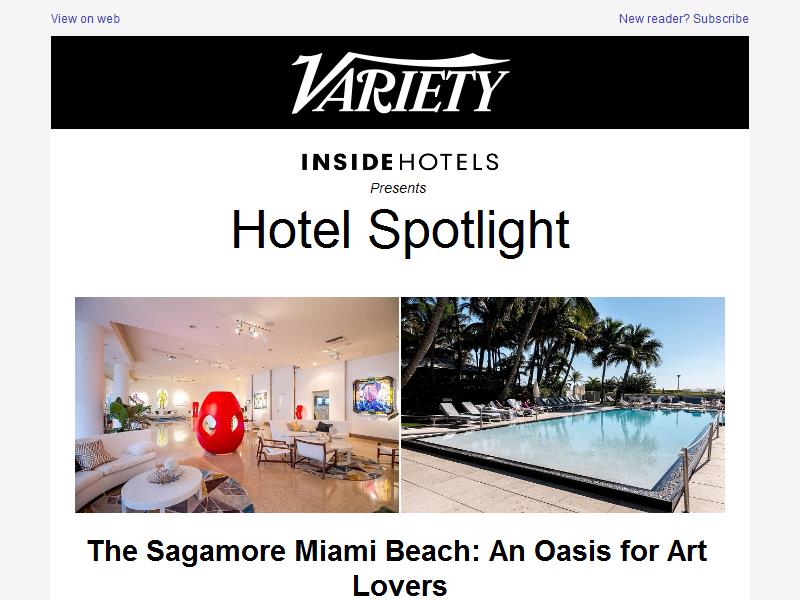 View on web
New reader? Subscribe
VARIETY
INSIDEHOTELS
Presents
Hotel Spotlight
The Sagamore Miami Beach: An Oasis for Art
Lovers